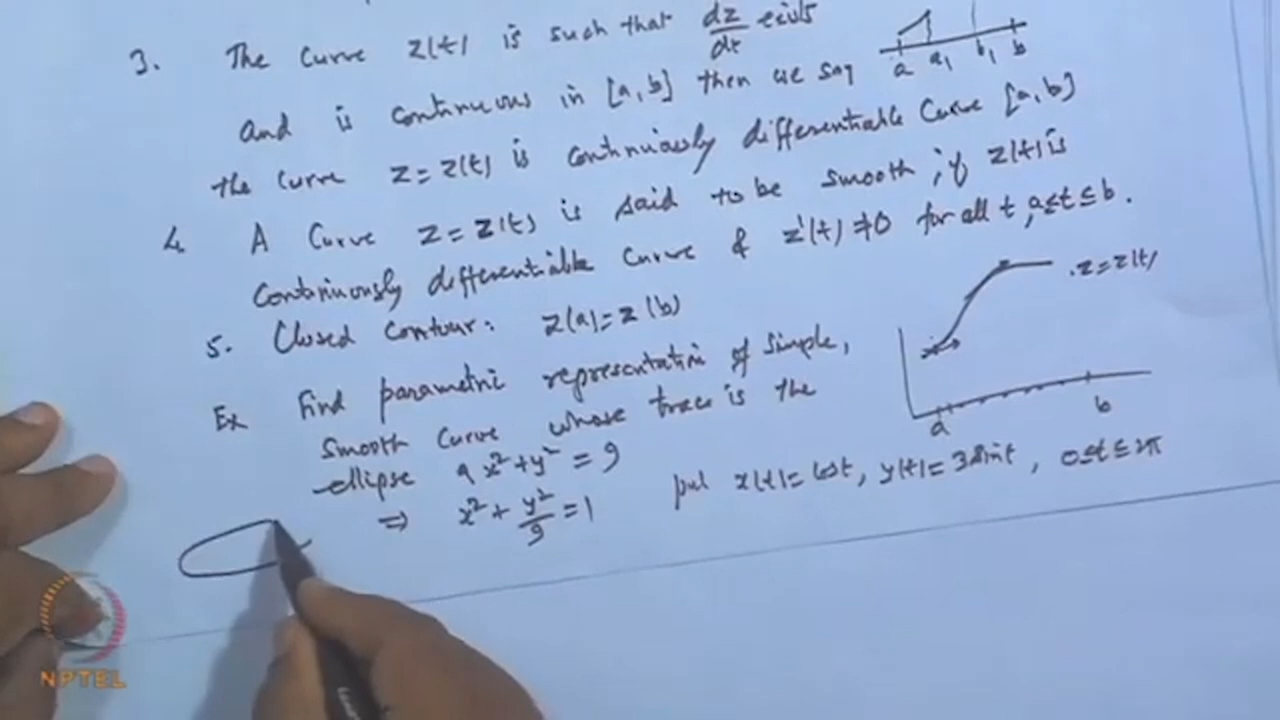 3. The curve z(t) is such that dz/dt exists
and is continuous in [a, b] then we say
the curve z = z(t) is continuously differentiable curve [a, b]
a a₁ b₁ b
4 A curve z = z(t) is said to be smooth, if z(t) is
continuously differentiable curve & z'(t) ≠ 0 for all t, a ≤ t ≤ b.
5. Closed contour: z(a) = z(b)
z = z(t)
a b
Ex Find parametric representation of simple,
smooth curve whose trace is the
ellipse 9x² + y² = 9
⇒ x² + y²/9 = 1 put x(t) = cost, y(t) = 3 sint, 0 ≤ t ≤ 2π
NPTEL